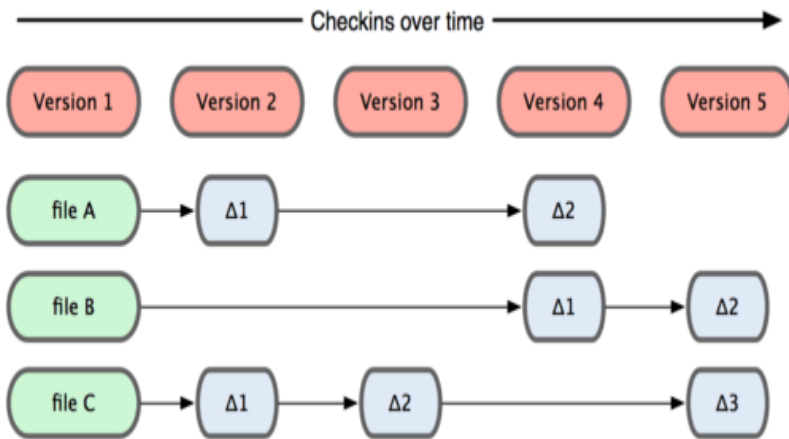 Checkins over time
Version 1 Version 2 Version 3 Version 4 Version 5
file A Δ1 Δ2
file B Δ1 Δ2
file C Δ1 Δ2 Δ3